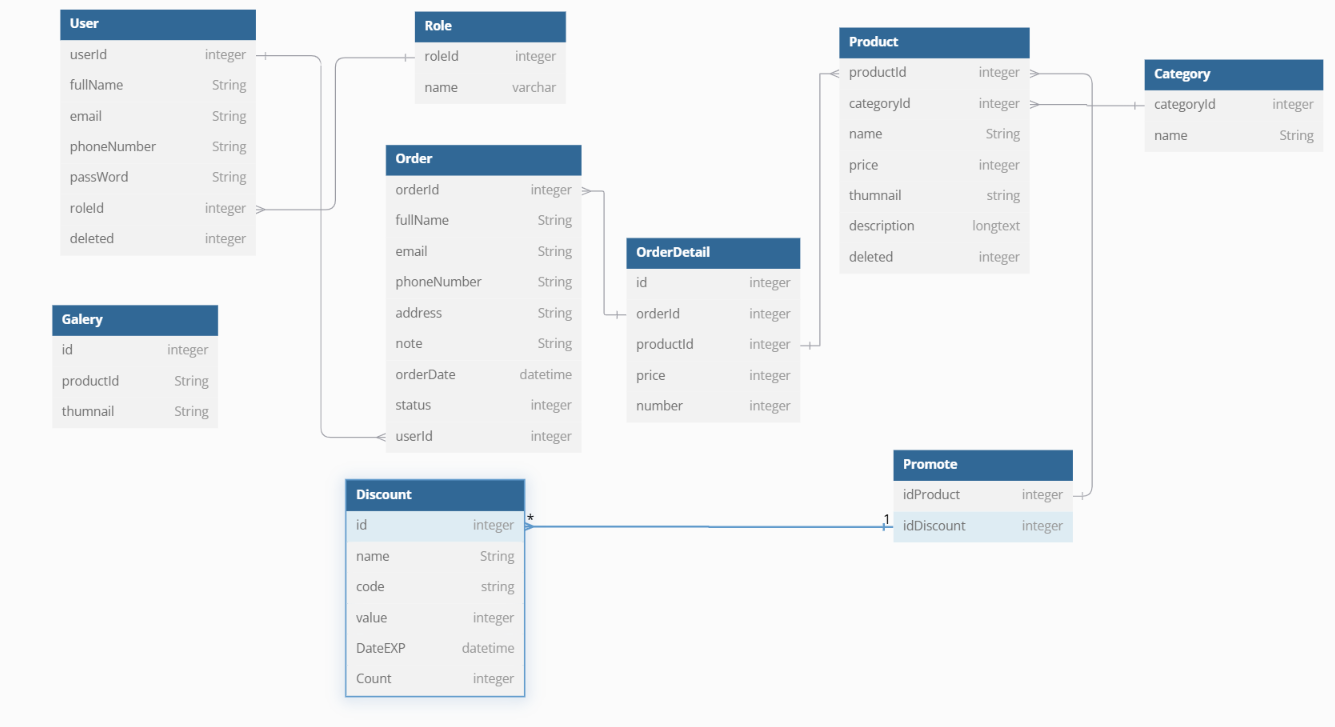 User
userId integer
fullName String
email String
phoneNumber String
passWord String
roleId integer
deleted integer
Role
roleId integer
name varchar
Order
orderId integer
fullName String
email String
phoneNumber String
address String
note String
orderDate datetime
status integer
userId integer
OrderDetail
id integer
orderId integer
productId integer
price integer
number integer
Product
productId integer
categoryId integer
name String
price integer
thumnail string
description longtext
deleted integer
Category
categoryId integer
name String
Galery
id integer
productId String
thumnail String
Discount
id integer
name String
code string
value integer
DateEXP datetime
Count integer
*
1
Promote
idProduct integer
idDiscount integer